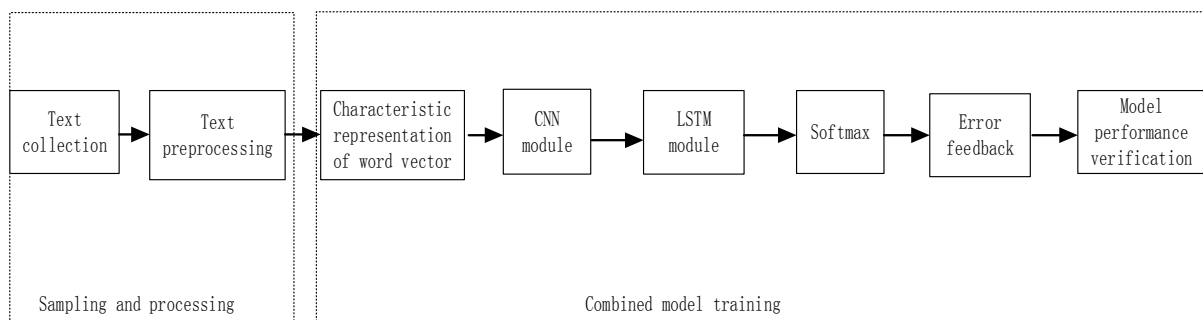 Text
collection
Text
preprocessing
Characteristic
representation
of word vector
CNN
module
LSTM
module
Softmax
Error
feedback
Model
performance
verification
Sampling and processing
Combined model training